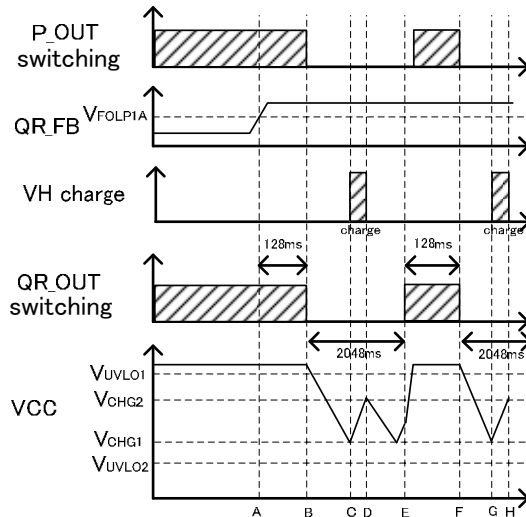 P_OUT
switching
VFOLP1A
QR_FB
VH charge
charge
charge
128ms
128ms
QR_OUT
switching
2048ms
2048ms
VUVLO1
VCHG2
VCC
VCHG1
VUVLO2
A B C D E F G H